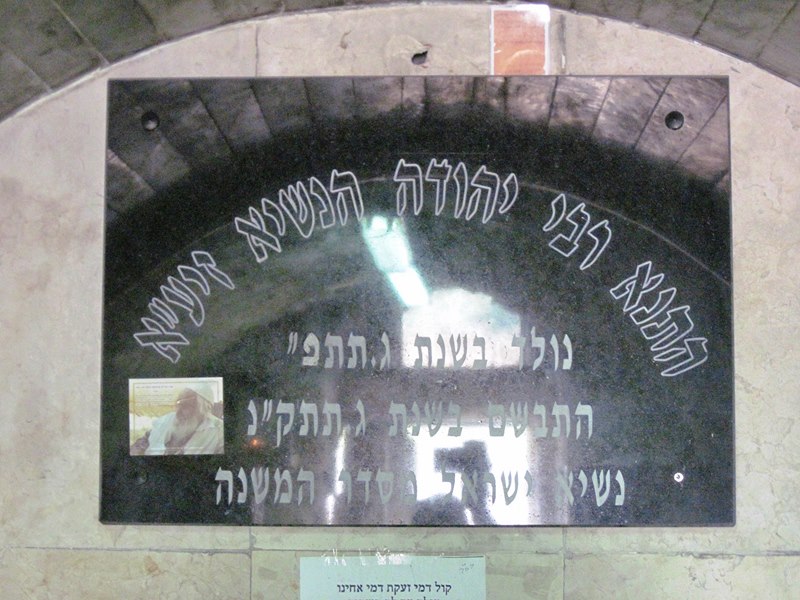 התנא רבי יהודה הנשיא זיע״א
נולד בשנת ג.תתפ״
התבשם בשנת ג.תתק״נ
נשיא ישראל מסדר המשנה
קול דמי זעקת דמי אחינו